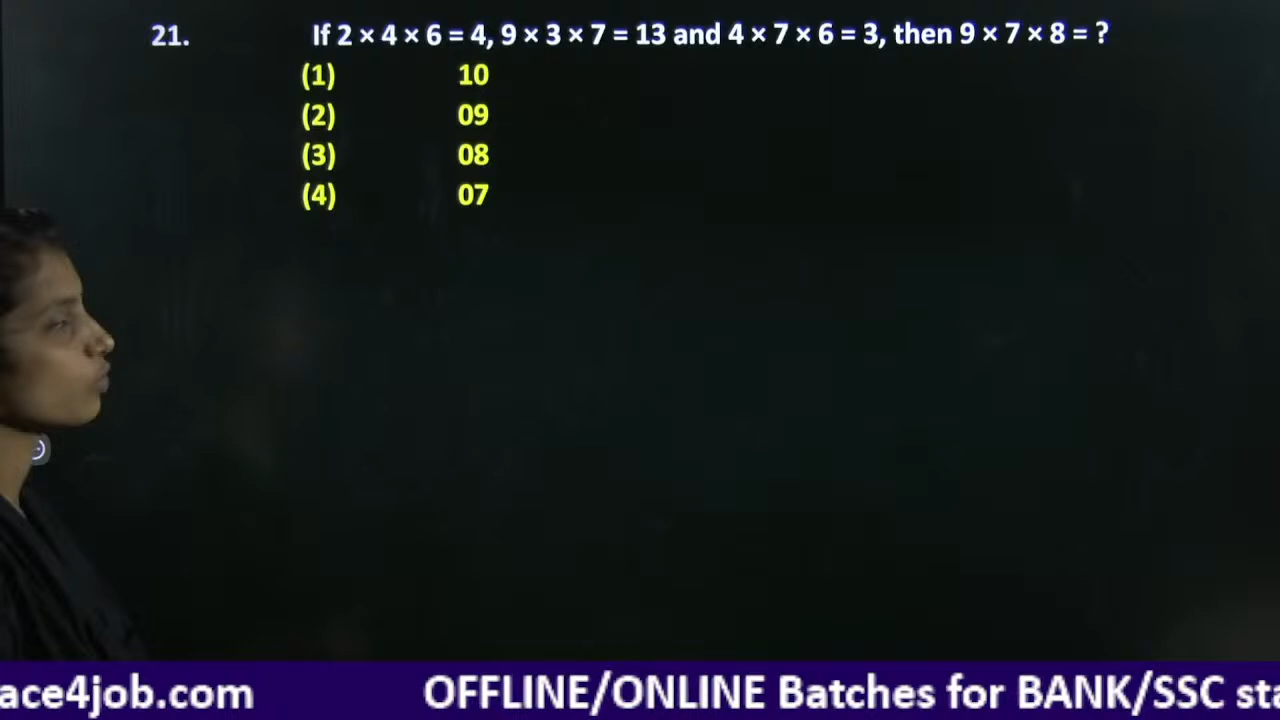 21. If 2 × 4 × 6 = 4, 9 × 3 × 7 = 13 and 4 × 7 × 6 = 3, then 9 × 7 × 8 = ?
(1) 10
(2) 09
(3) 08
(4) 07
ace4job.com OFFLINE/ONLINE Batches for BANK/SSC sta